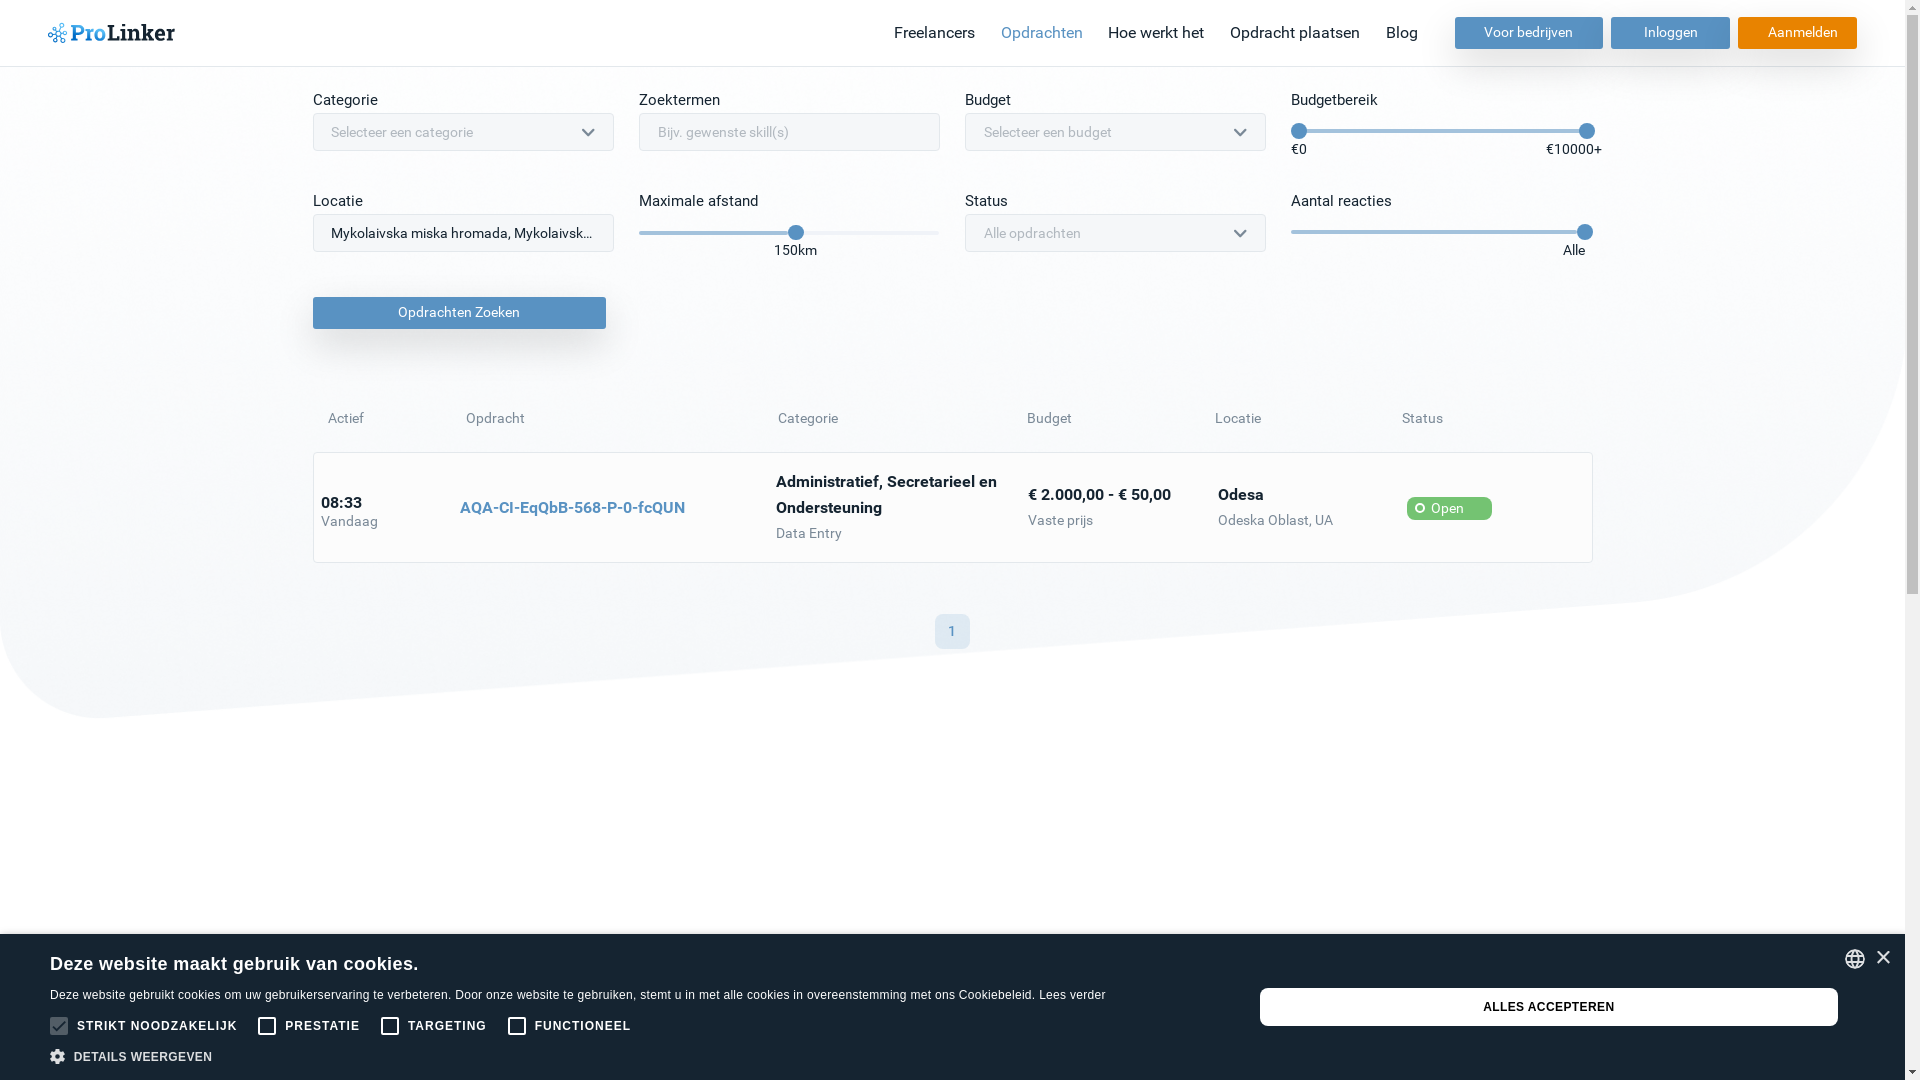 ProLinker
Freelancers
Opdrachten
Hoe werkt het
Opdracht plaatsen
Blog
Voor bedrijven
Inloggen
Aanmelden
Categorie
Selecteer een categorie
Zoektermen
Bijv. gewenste skill(s)
Budget
Selecteer een budget
Budgetbereik
€0
€10000+
Locatie
Mykolaivska miska hromada, Mykolaivsk...
Maximale afstand
150km
Status
Alle opdrachten
Aantal reacties
Alle
Opdrachten Zoeken
Actief
Opdracht
Categorie
Budget
Locatie
Status
08:33
Vandaag
AQA-CI-EqQbB-568-P-0-fcQUN
Administratief, Secretarieel en
Ondersteuning
Data Entry
€ 2.000,00 - € 50,00
Vaste prijs
Odesa
Odeska Oblast, UA
Open
1
Deze website maakt gebruik van cookies.
Deze website gebruikt cookies om uw gebruikerservaring te verbeteren. Door onze website te gebruiken, stemt u in met alle cookies in overeenstemming met ons Cookiebeleid. Lees verder
STRIKT NOODZAKELIJK
PRESTATIE
TARGETING
FUNCTIONEEL
DETAILS WEERGEVEN
ALLES ACCEPTEREN
×